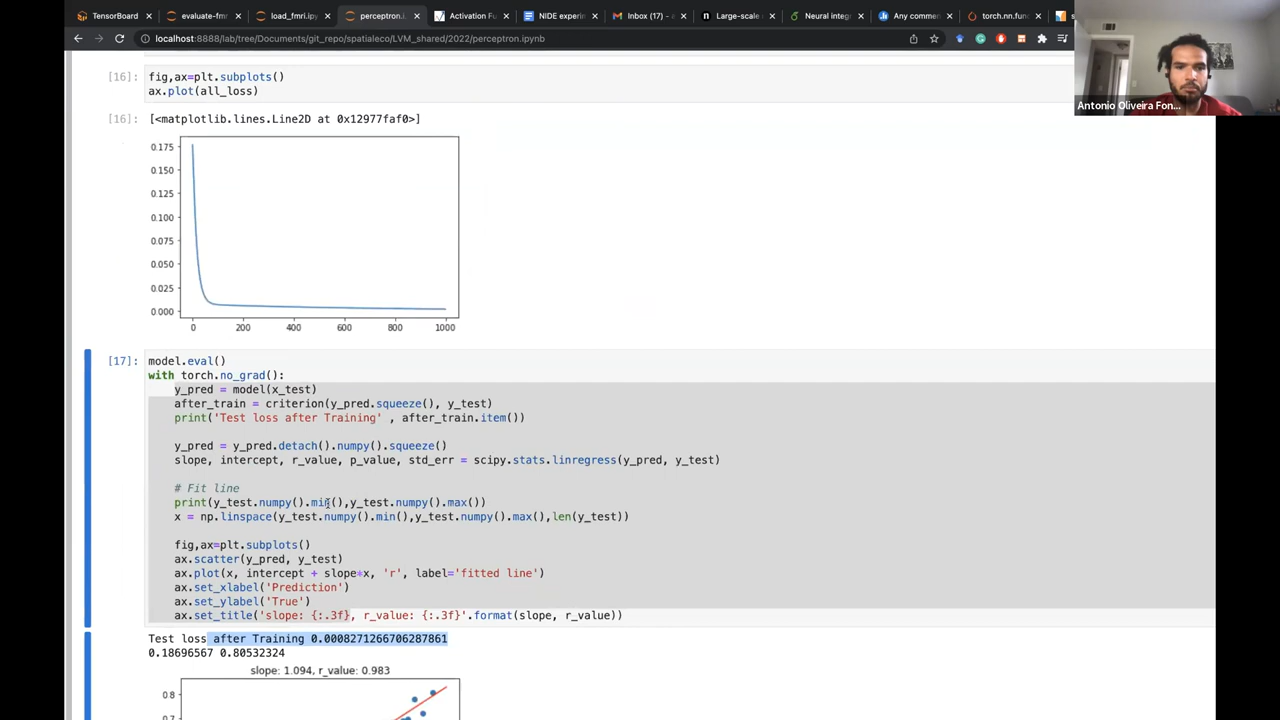 TensorBoard
evaluate-fmr
load_fmri.ipy
perceptron.i
Activation Fu
NIDE experin
Inbox (17) -
Large-scale
Neural integr
Any commen
torch.nn.func
localhost:8888/lab/tree/Documents/git_repo/spatialeco/LVM_shared/2022/perceptron.ipynb
Antonio Oliveira Fon...
[16]: fig,ax=plt.subplots()
ax.plot(all_loss)
[16]: [<matplotlib.lines.Line2D at 0x12977faf0>]
0.175
0.150
0.125
0.100
0.075
0.050
0.025
0.000
0 200 400 600 800 1000
[17]: model.eval()
with torch.no_grad():
y_pred = model(x_test)
after_train = criterion(y_pred.squeeze(), y_test)
print('Test loss after Training' , after_train.item())
y_pred = y_pred.detach().numpy().squeeze()
slope, intercept, r_value, p_value, std_err = scipy.stats.linregress(y_pred, y_test)
# Fit line
print(y_test.numpy().min(),y_test.numpy().max())
x = np.linspace(y_test.numpy().min(),y_test.numpy().max(),len(y_test))
fig,ax=plt.subplots()
ax.scatter(y_pred, y_test)
ax.plot(x, intercept + slope*x, 'r', label='fitted line')
ax.set_xlabel('Prediction')
ax.set_ylabel('True')
ax.set_title('slope: {:.3f}, r_value: {:.3f}'.format(slope, r_value))
Test loss after Training 0.0008271266706287861
0.18696567 0.80532324
slope: 1.094, r_value: 0.983
0.8
0.7